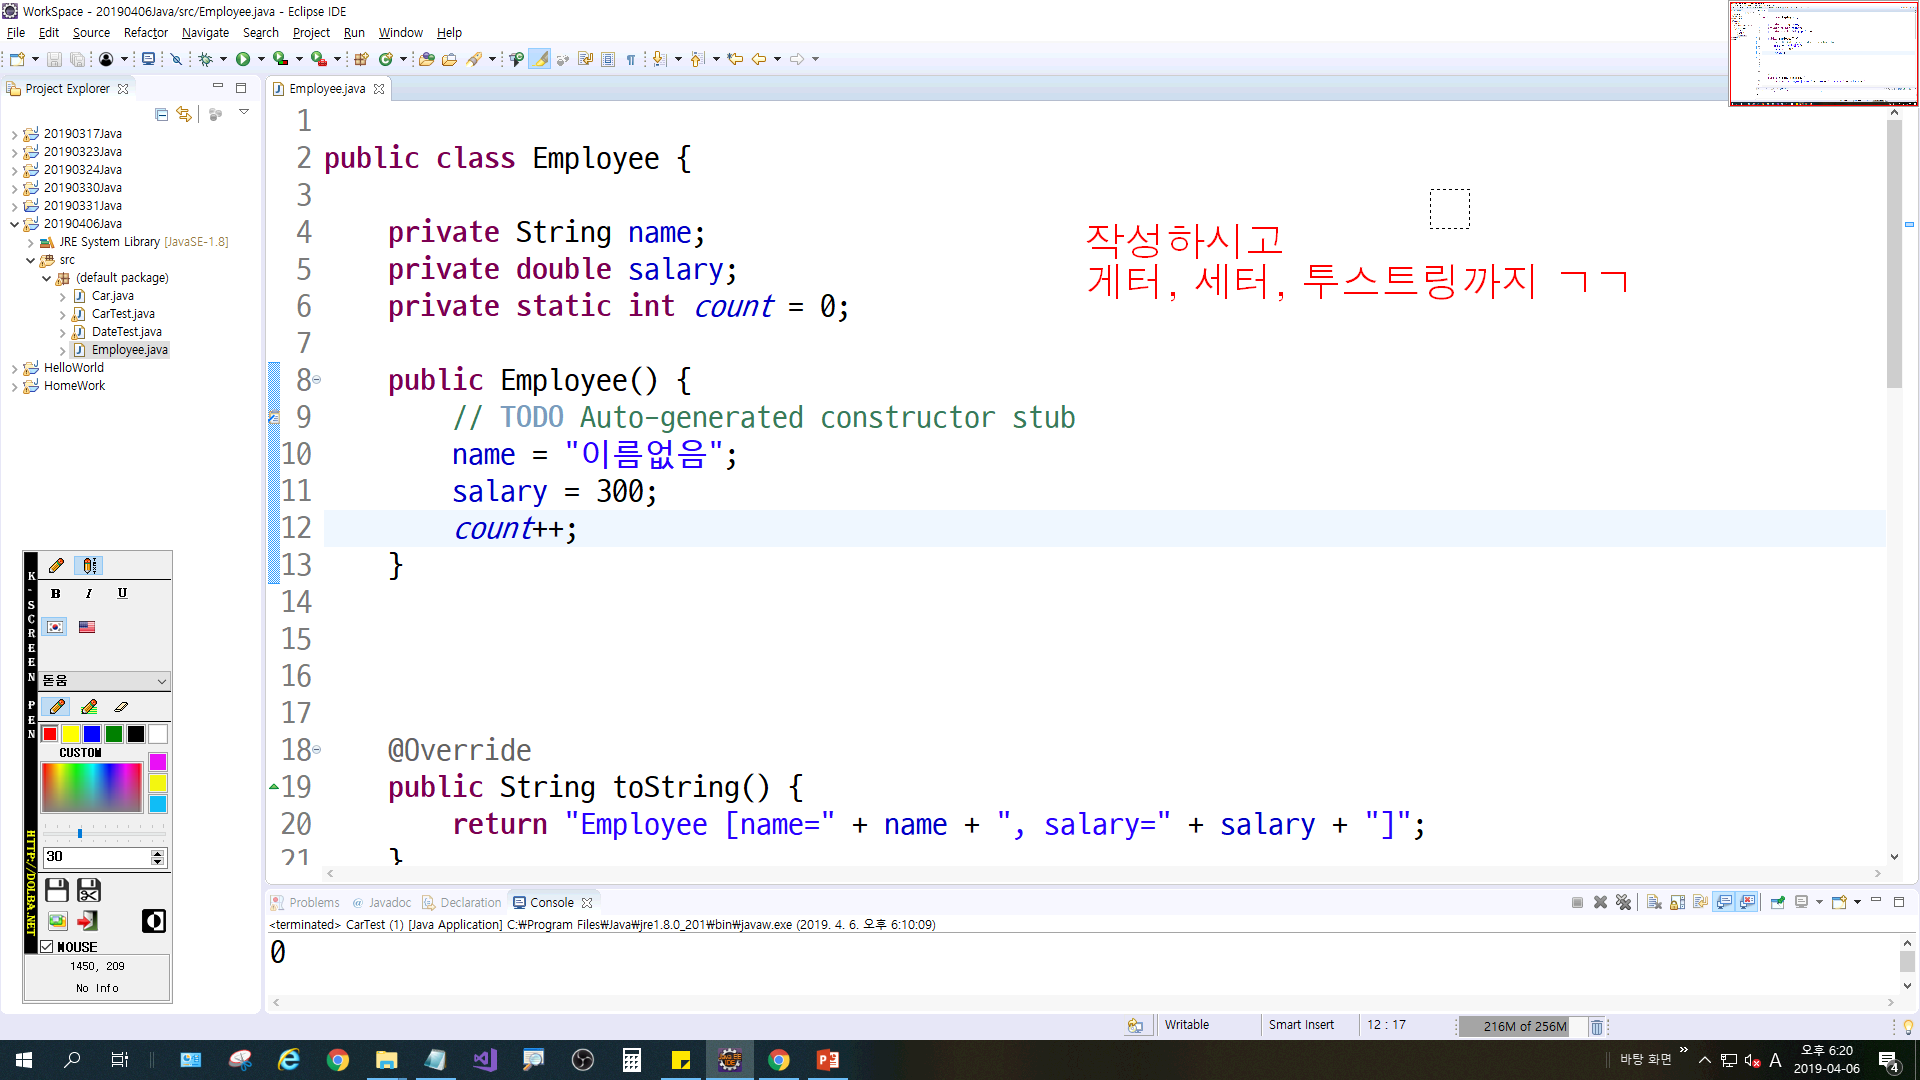 WorkSpace - 20190406Java/src/Employee.java - Eclipse IDE
File Edit Source Refactor Navigate Search Project Run Window Help
Project Explorer
Employee.java
20190317Java
20190323Java
20190324Java
20190330Java
20190331Java
20190406Java
JRE System Library [JavaSE-1.8]
src
(default package)
Car.java
CarTest.java
DateTest.java
Employee.java
HelloWorld
HomeWork
1
2 public class Employee {
3
4 private String name;
5 private double salary;
6 private static int count = 0;
7
8 public Employee() {
9 // TODO Auto-generated constructor stub
10 name = "이름없음";
11 salary = 300;
12 count++;
13 }
14
15
16
17
18 @Override
19 public String toString() {
20 return "Employee [name=" + name + ", salary=" + salary + "]";
21 }
작성하시고
게터, 세터, 투스트링까지 ㄱㄱ
K-SCREEN PEN
HTTP://DOLBA.NET
B I U
돋움
CUSTOM
30
MOUSE
1450, 209
No Info
Problems @ Javadoc Declaration Console
<terminated> CarTest (1) [Java Application] C:₩Program Files₩Java₩jre1.8.0_201₩bin₩javaw.exe (2019. 4. 6. 오후 6:10:09)
0
Writable Smart Insert 12 : 17 216M of 256M
바탕 화면 A 오후 6:20
2019-04-06
4